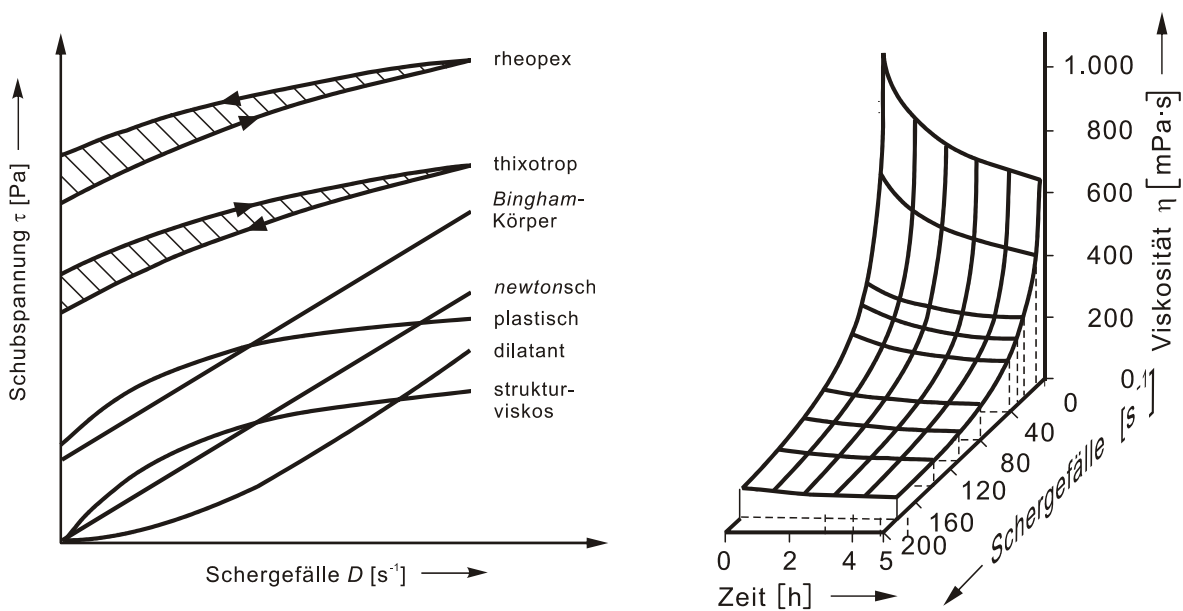 rheopex
thixotrop
Bingham-
Körper
newtonsch
plastisch
dilatant
struktur-
viskos
Schubspannung τ [Pa]
Schergefälle D [s⁻¹]
1.000
800
600
400
200
0
Viskosität η [mPa·s]
0
40
80
120
160
200
Schergefälle [s⁻¹]
0
2
4
5
Zeit [h]